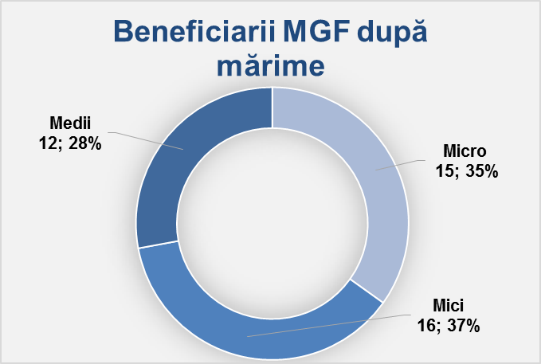 Beneficiarii MGF după
mărime
Medii
12; 28%
Micro
15; 35%
Mici
16; 37%